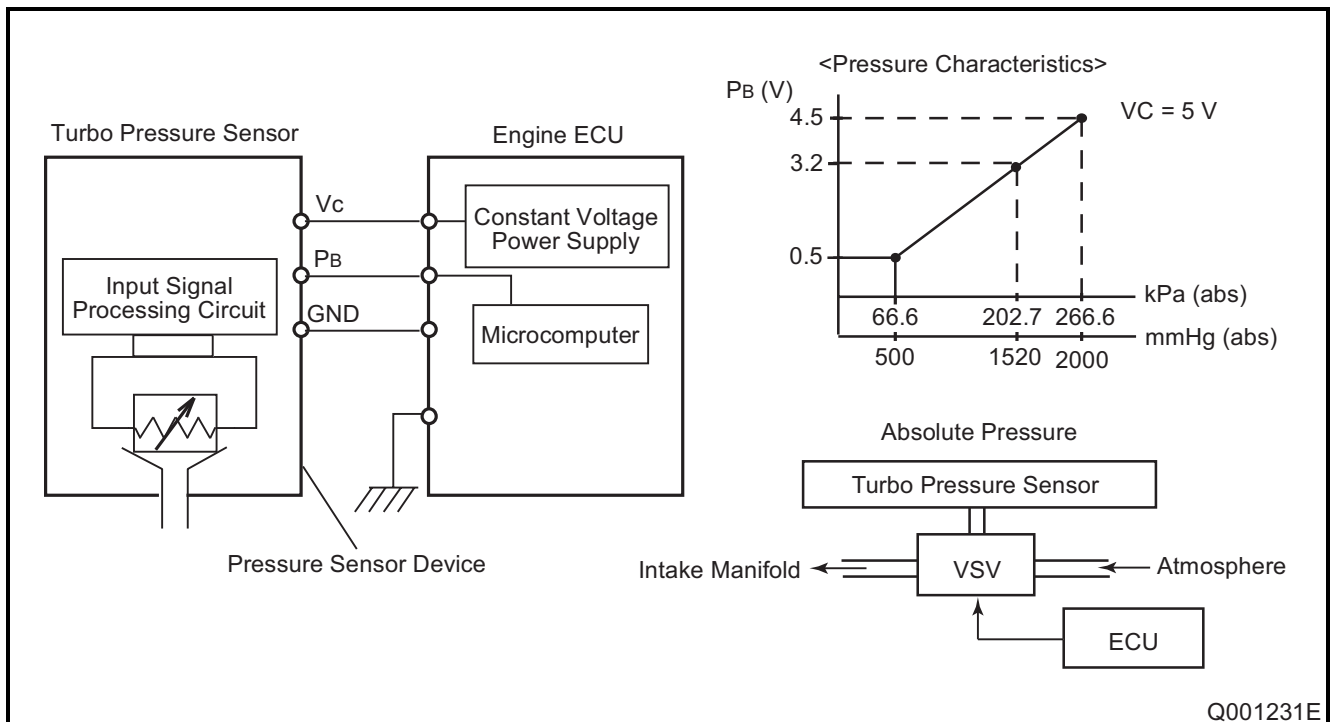 Turbo Pressure Sensor
Engine ECU
Vc
PB
GND
Constant Voltage
Power Supply
Input Signal
Processing Circuit
Microcomputer
Pressure Sensor Device
<Pressure Characteristics>
PB (V)
VC = 5 V
4.5
3.2
0.5
kPa (abs)
66.6 202.7 266.6
mmHg (abs)
500 1520 2000
Absolute Pressure
Turbo Pressure Sensor
Intake Manifold
VSV
Atmosphere
ECU
Q001231E